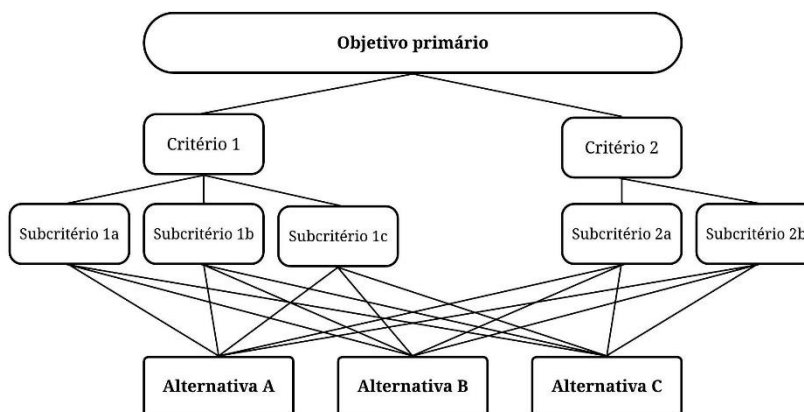 Objetivo primário
Critério 1
Critério 2
Subcritério 1a
Subcritério 1b
Subcritério 1c
Subcritério 2a
Subcritério 2b
Alternativa A
Alternativa B
Alternativa C